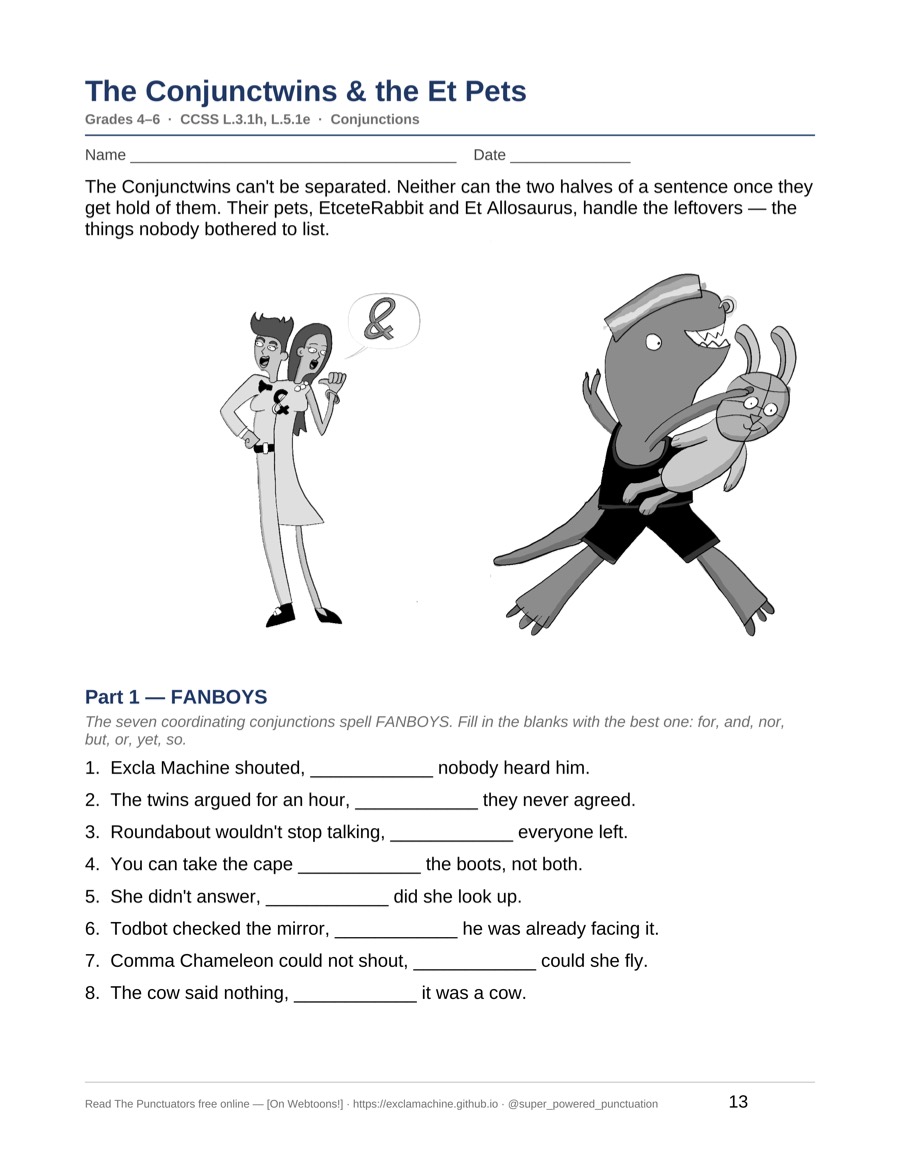 The Conjunctwins & the Et Pets
Grades 4–6 · CCSS L.3.1h, L.5.1e · Conjunctions
Name ________________________________________ Date _______________
The Conjunctwins can't be separated. Neither can the two halves of a sentence once they
get hold of them. Their pets, EtceteRabbit and Et Allosaurus, handle the leftovers — the
things nobody bothered to list.
&
&
Part 1 — FANBOYS
The seven coordinating conjunctions spell FANBOYS. Fill in the blanks with the best one: for, and, nor,
but, or, yet, so.
1. Excla Machine shouted, ____________ nobody heard him.
2. The twins argued for an hour, ____________ they never agreed.
3. Roundabout wouldn't stop talking, ____________ everyone left.
4. You can take the cape ____________ the boots, not both.
5. She didn't answer, ____________ did she look up.
6. Todbot checked the mirror, ____________ he was already facing it.
7. Comma Chameleon could not shout, ____________ could she fly.
8. The cow said nothing, ____________ it was a cow.
Read The Punctuators free online — [On Webtoons!] · https://exclamachine.github.io · @super_powered_punctuation 13